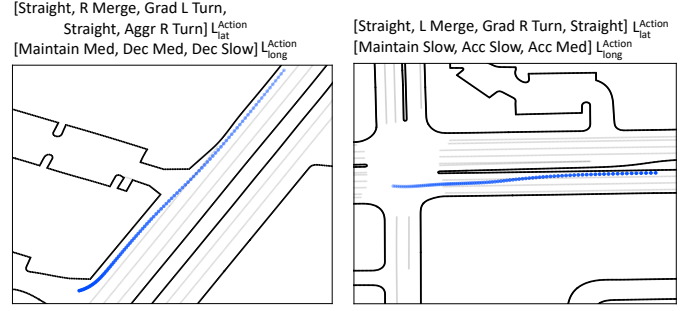 [Straight, R Merge, Grad L Turn,
Straight, Aggr R Turn] L^Action_lat
[Maintain Med, Dec Med, Dec Slow] L^Action_long
[Straight, L Merge, Grad R Turn, Straight] L^Action_lat
[Maintain Slow, Acc Slow, Acc Med] L^Action_long